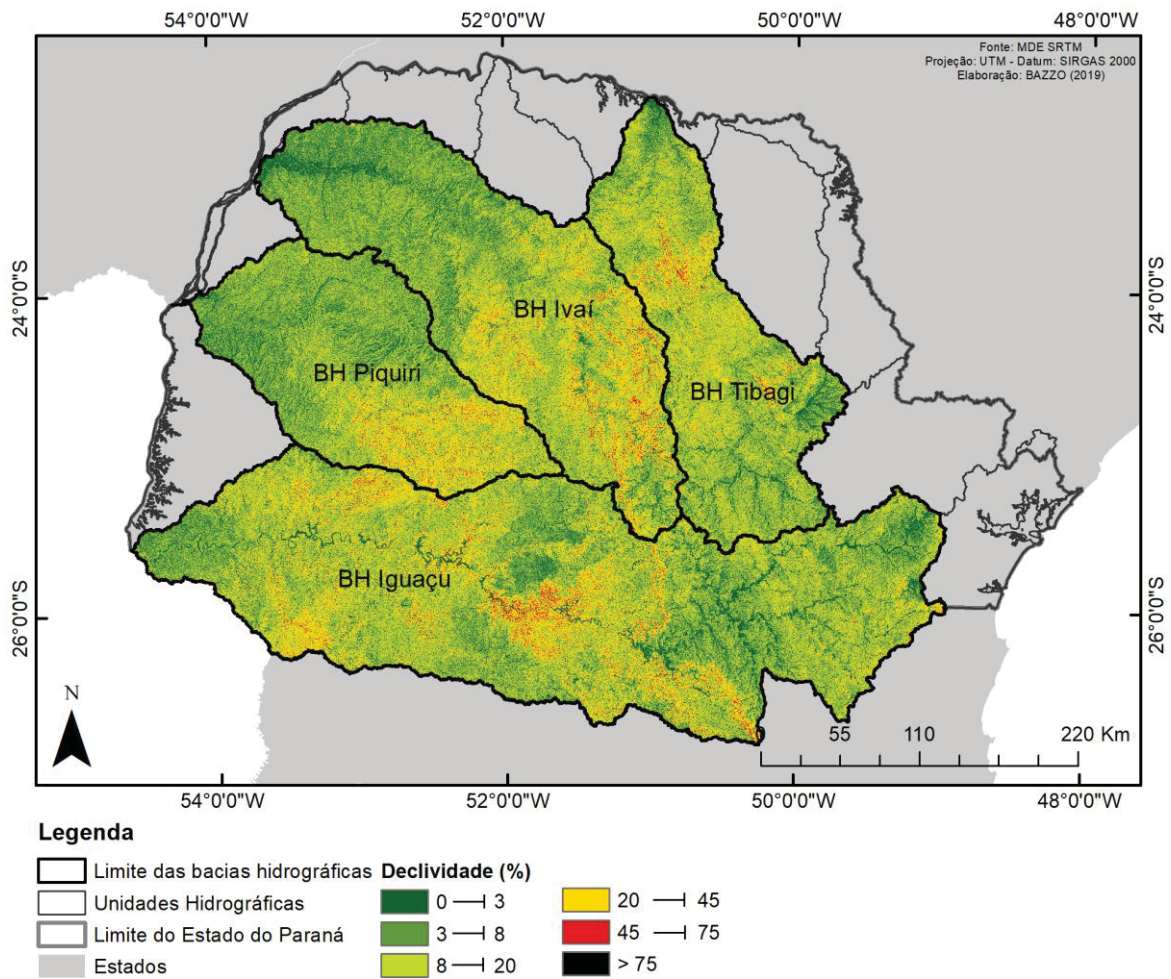 54°0'0"W 52°0'0"W 50°0'0"W 48°0'0"W
Fonte: MDE SRTM
Projeção: UTM - Datum: SIRGAS 2000
Elaboração: BAZZO (2019)
24°0'0"S
24°0'0"S
BH Ivaí
BH Piquiri
BH Tibagi
BH Iguaçu
26°0'0"S
26°0'0"S
N
55 110 220 Km
54°0'0"W 52°0'0"W 50°0'0"W 48°0'0"W
Legenda
Limite das bacias hidrográficas
Unidades Hidrográficas
Limite do Estado do Paraná
Estados
Declividade (%)
0 —| 3
3 —| 8
8 —| 20
20 —| 45
45 —| 75
> 75